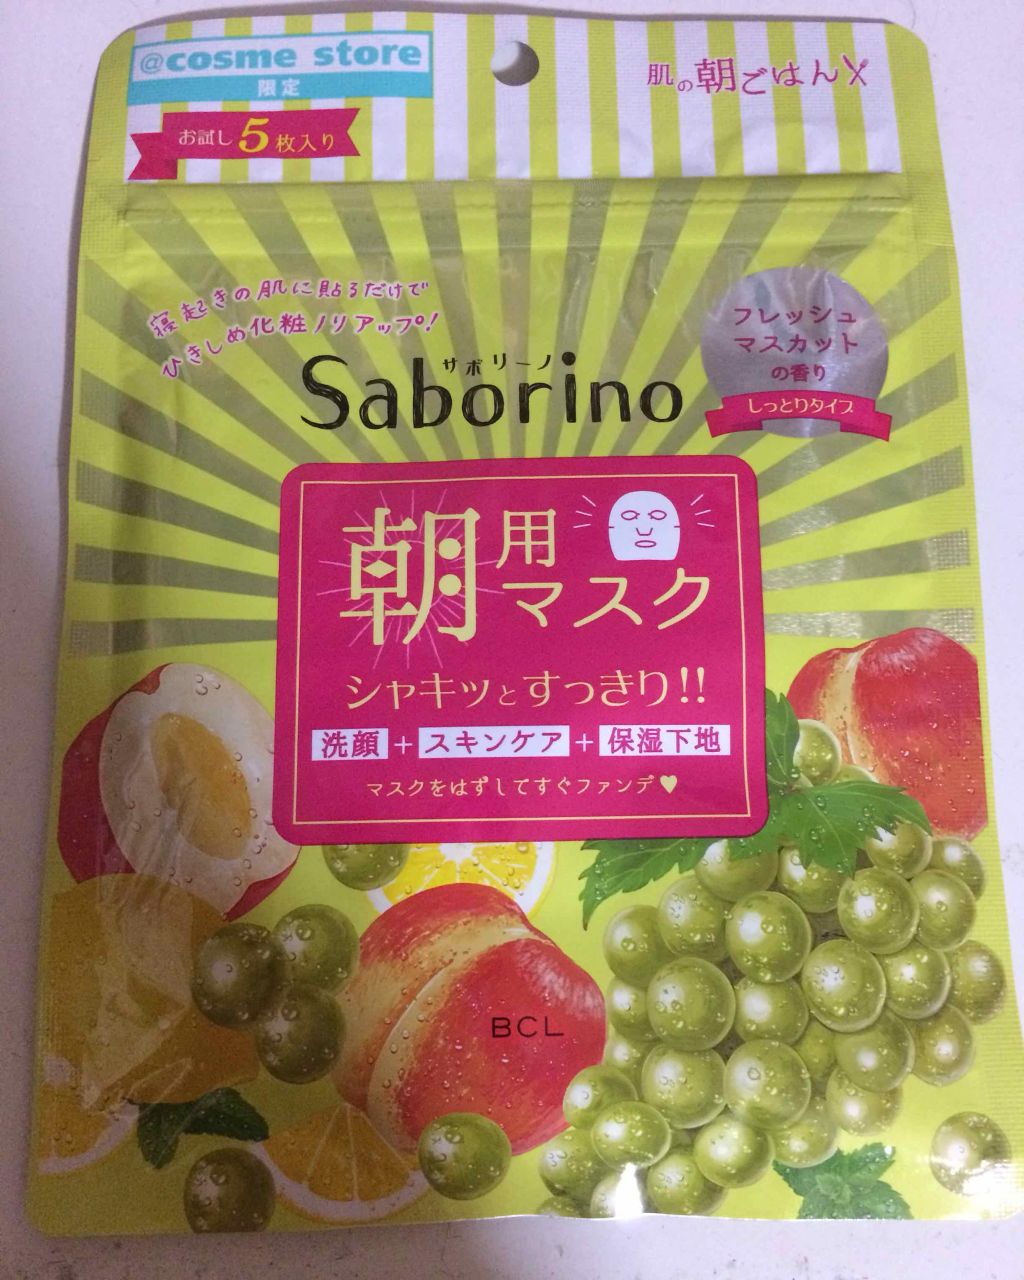 @cosme store
限定
お試し5枚入り
肌の朝ごはん
寝起きの肌に貼るだけで
ひきしめ化粧ノリアップ!
サボリーノ
Saborino
フレッシュ
マスカット
の香り
しっとりタイプ
朝用
マスク
シャキッとすっきり!!
洗顔+スキンケア+保湿下地
マスクをはずしてすぐファンデ♥
BCL